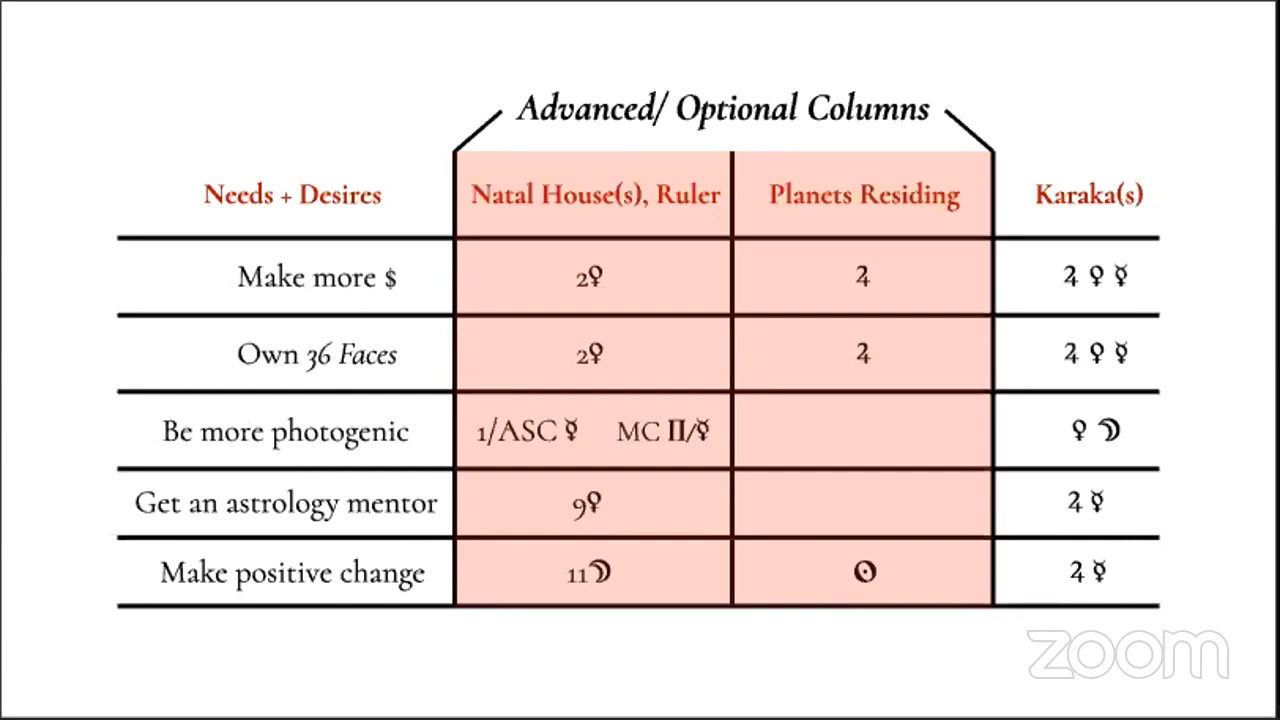 Advanced/ Optional Columns
Needs + Desires Natal House(s), Ruler Planets Residing Karaka(s)
Make more $ 2♀ ♃ ♃ ♀ ☿
Own 36 Faces 2♀ ♃ ♃ ♀ ☿
Be more photogenic 1/ASC ☿ MC ♊/☿ ♀ ☽
Get an astrology mentor 9♀ ♃ ☿
Make positive change 11☽ ☉ ♃ ☿
zoom